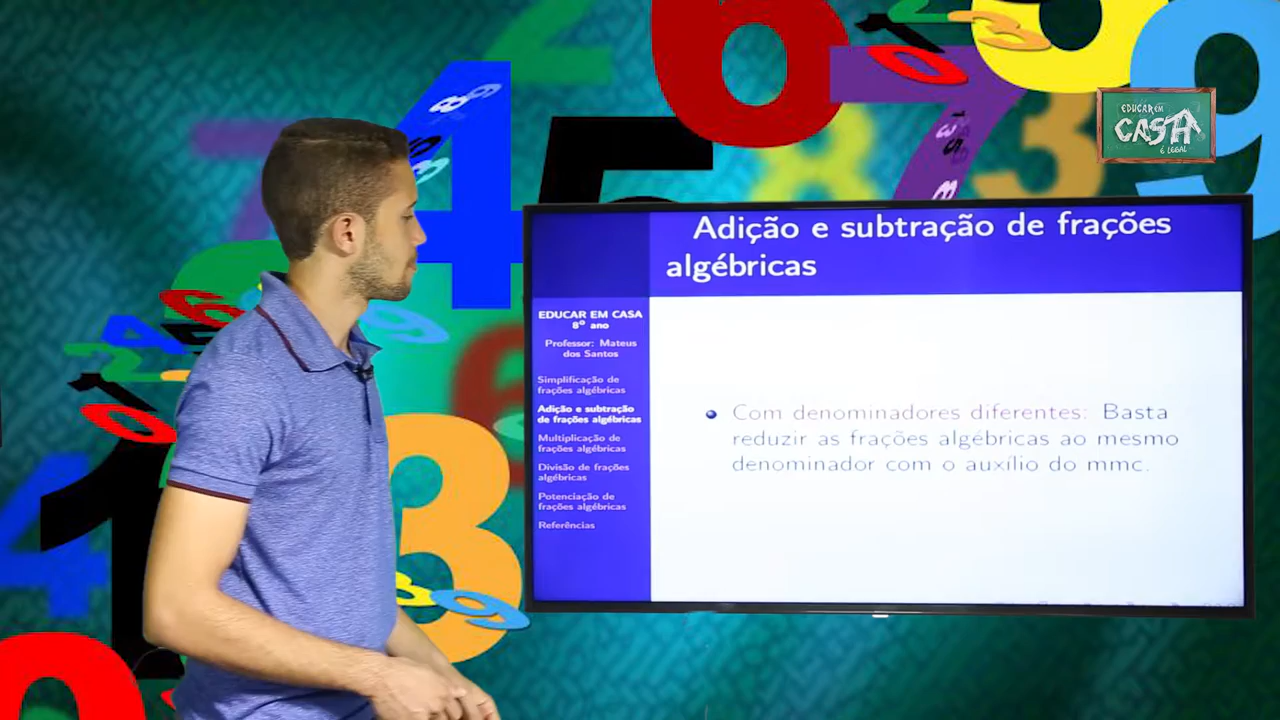 EDUCAR EM
CASA
É LEGAL
Adição e subtração de frações
algébricas
EDUCAR EM CASA
8º ano
Professor: Mateus
dos Santos
Simplificação de
frações algébricas
Adição e subtração
de frações algébricas
Multiplicação de
frações algébricas
Divisão de frações
algébricas
Potenciação de
frações algébricas
Referências
Com denominadores diferentes: Basta
reduzir as frações algébricas ao mesmo
denominador com o auxílio do mmc.